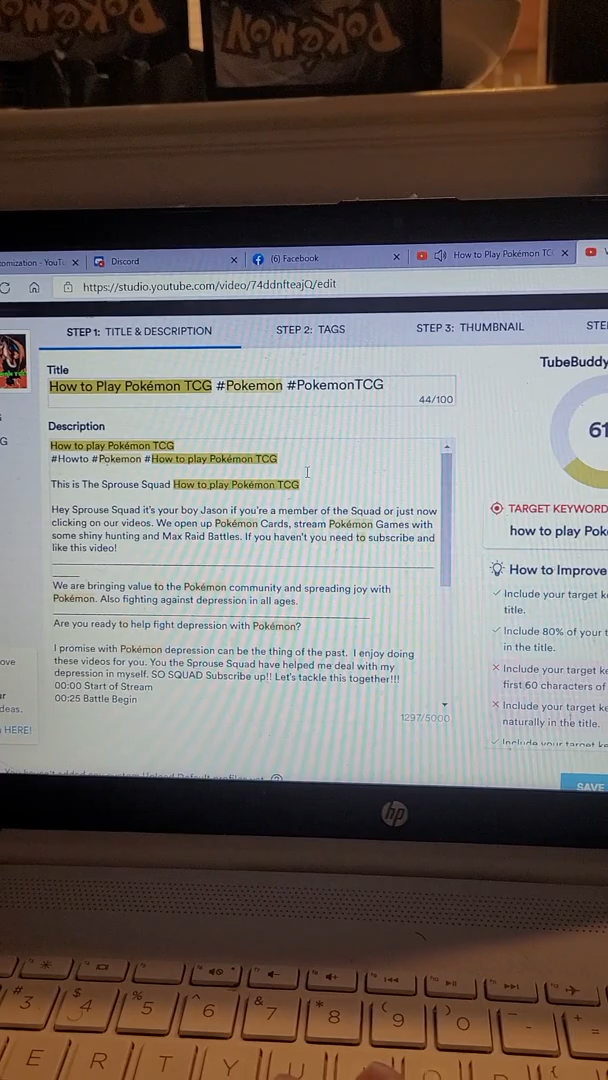 Pokémon
Pokémon
omization - YouTu
Discord
(6) Facebook
How to Play Pokémon TC
https://studio.youtube.com/video/74ddnfteajQ/edit
STEP 1: TITLE & DESCRIPTION
STEP 2: TAGS
STEP 3: THUMBNAIL
STE
TubeBuddy
Title
How to Play Pokémon TCG #Pokemon #PokemonTCG
44/100
61
Description
How to play Pokémon TCG
#Howto #Pokemon #How to play Pokémon TCG
This is The Sprouse Squad How to play Pokémon TCG
Hey Sprouse Squad it's your boy Jason if you're a member of the Squad or just now
clicking on our videos. We open up Pokémon Cards, stream Pokémon Games with
some shiny hunting and Max Raid Battles. If you haven't you need to subscribe and
like this video!
We are bringing value to the Pokémon community and spreading joy with
Pokémon. Also fighting against depression in all ages.
Are you ready to help fight depression with Pokémon?
I promise with Pokémon depression can be the thing of the past. I enjoy doing
these videos for you. You the Sprouse Squad have helped me deal with my
depression in myself. SO SQUAD Subscribe up!! Let's tackle this together!!!
00:00 Start of Stream
00:25 Battle Begin
1297/5000
TARGET KEYWORD
how to play Pok
How to Improve
Include your target ke
title.
Include 80% of your t
in the title.
Include your target ke
first 60 characters of
Include your target ke
naturally in the title.
Include your target ke
SAVE
G
ove
ur
deas.
HERE!
hp
# 3
$ 4
% 5
^ 6
& 7
* 8
( 9
) 0
_ -
+ =
E R T Y U